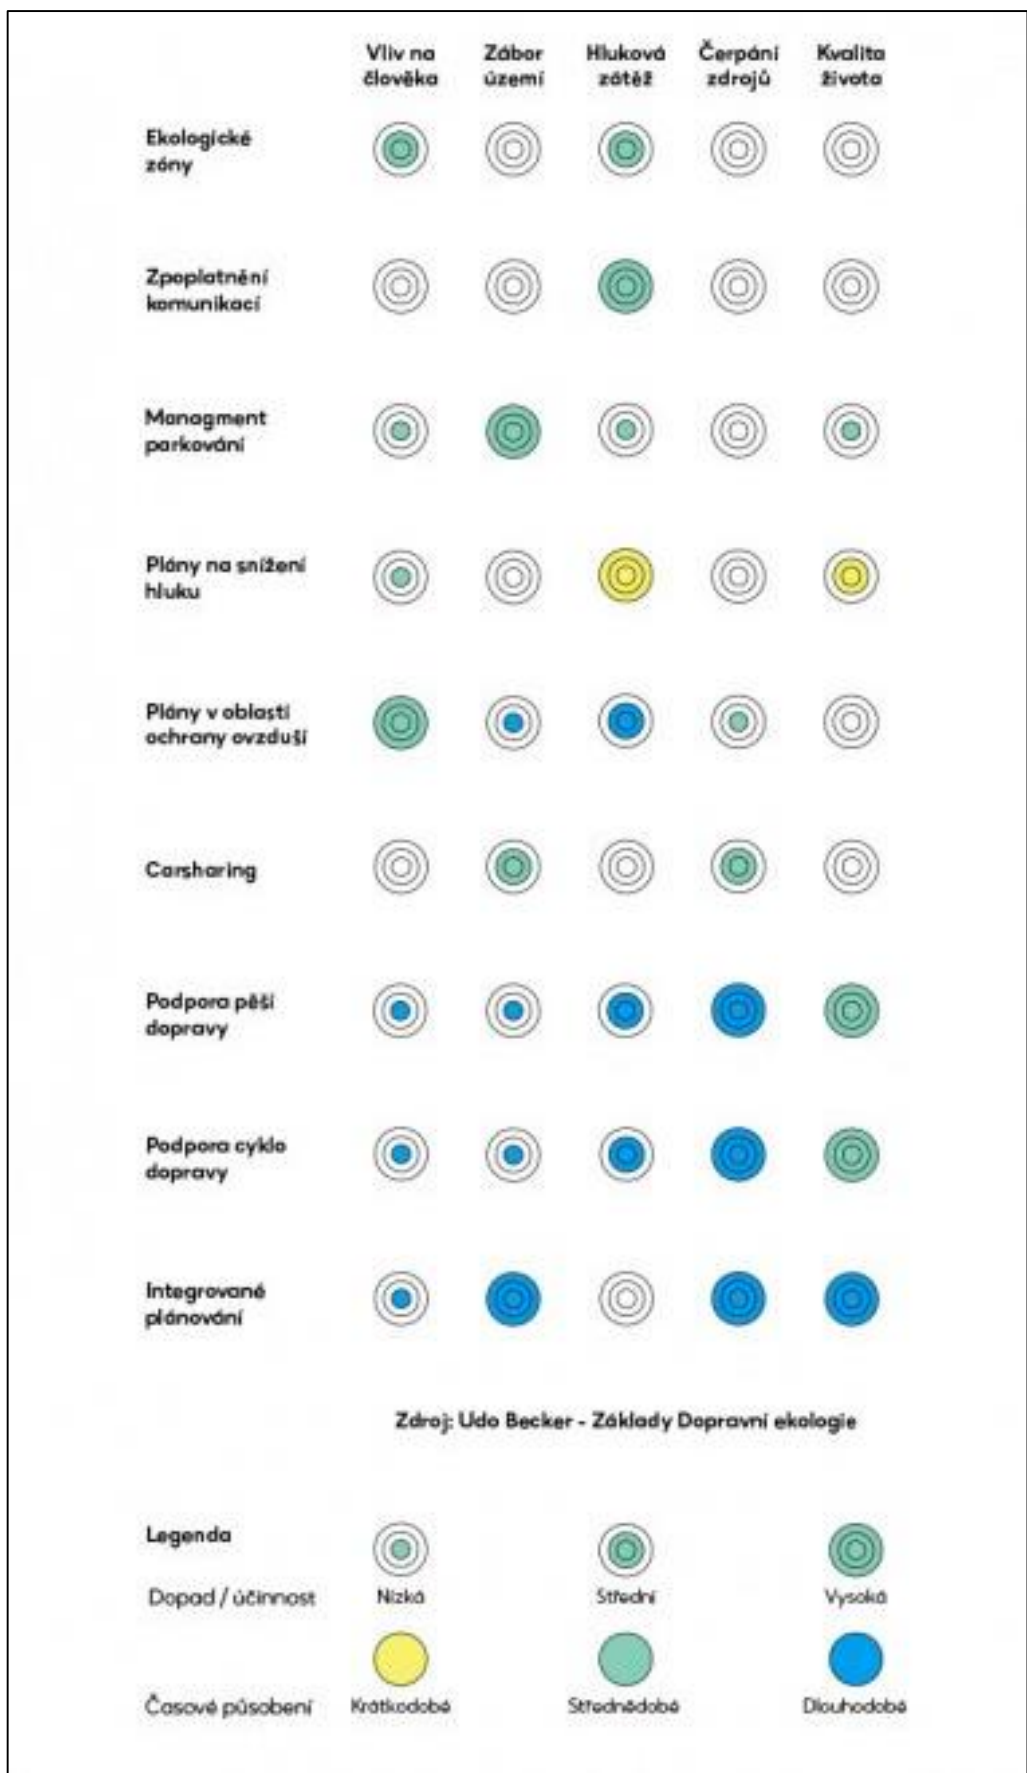 Vliv na
člověka
Zábor
území
Hluková
zátěž
Čerpání
zdrojů
Kvalita
života
Ekologické
zóny
Zpoplatnění
komunikací
Managment
parkování
Plány na snížení
hluku
Plány v oblasti
ochrany ovzduší
Carsharing
Podpora pěší
dopravy
Podpora cyklo
dopravy
Integrované
plánování
Zdroj: Udo Becker - Základy Dopravní ekologie
Legenda
Dopad / účinnost
Nízká
Střední
Vysoká
Časové působení
Krátkodobé
Střednědobé
Dlouhodobé